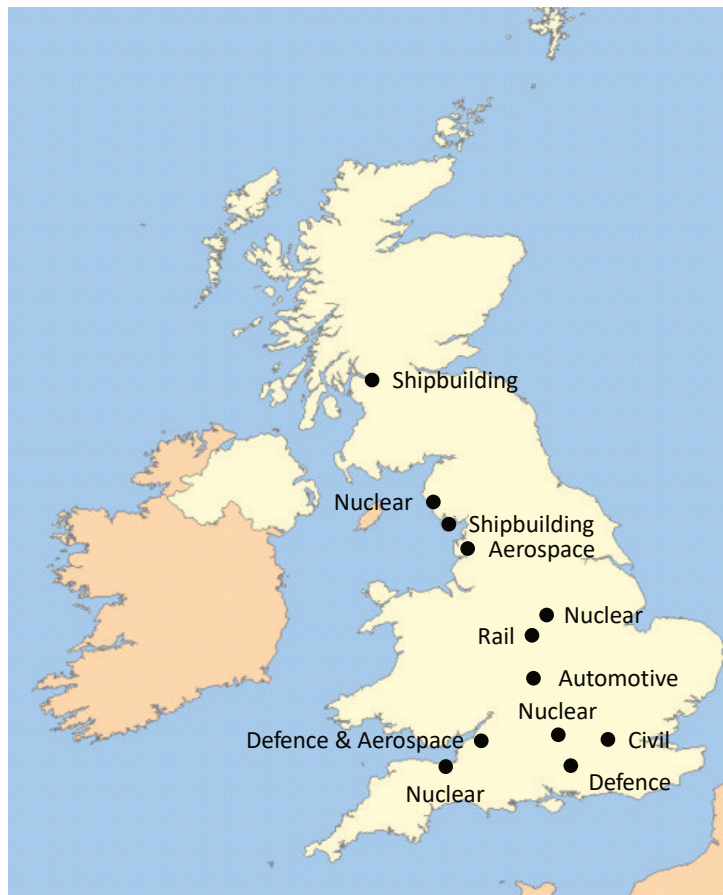 Shipbuilding
Nuclear
Shipbuilding
Aerospace
Nuclear
Rail
Automotive
Nuclear
Defence & Aerospace
Civil
Nuclear
Defence